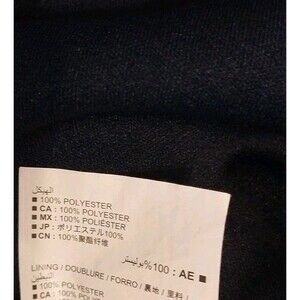 الهيكل
■ 100% POLYESTER
■ CA : 100% POLYESTER
■ MX : 100% POLIÉSTER
■ JP : ポリエステル100%
■ CN : 100%聚酯纤维
■ AE : 100% بوليستر
LINING / DOUBLURE / FORRO / 裏地 / 里料 /
البطين
■ 100% POLYESTER
■ CA : 100% POLYESTER